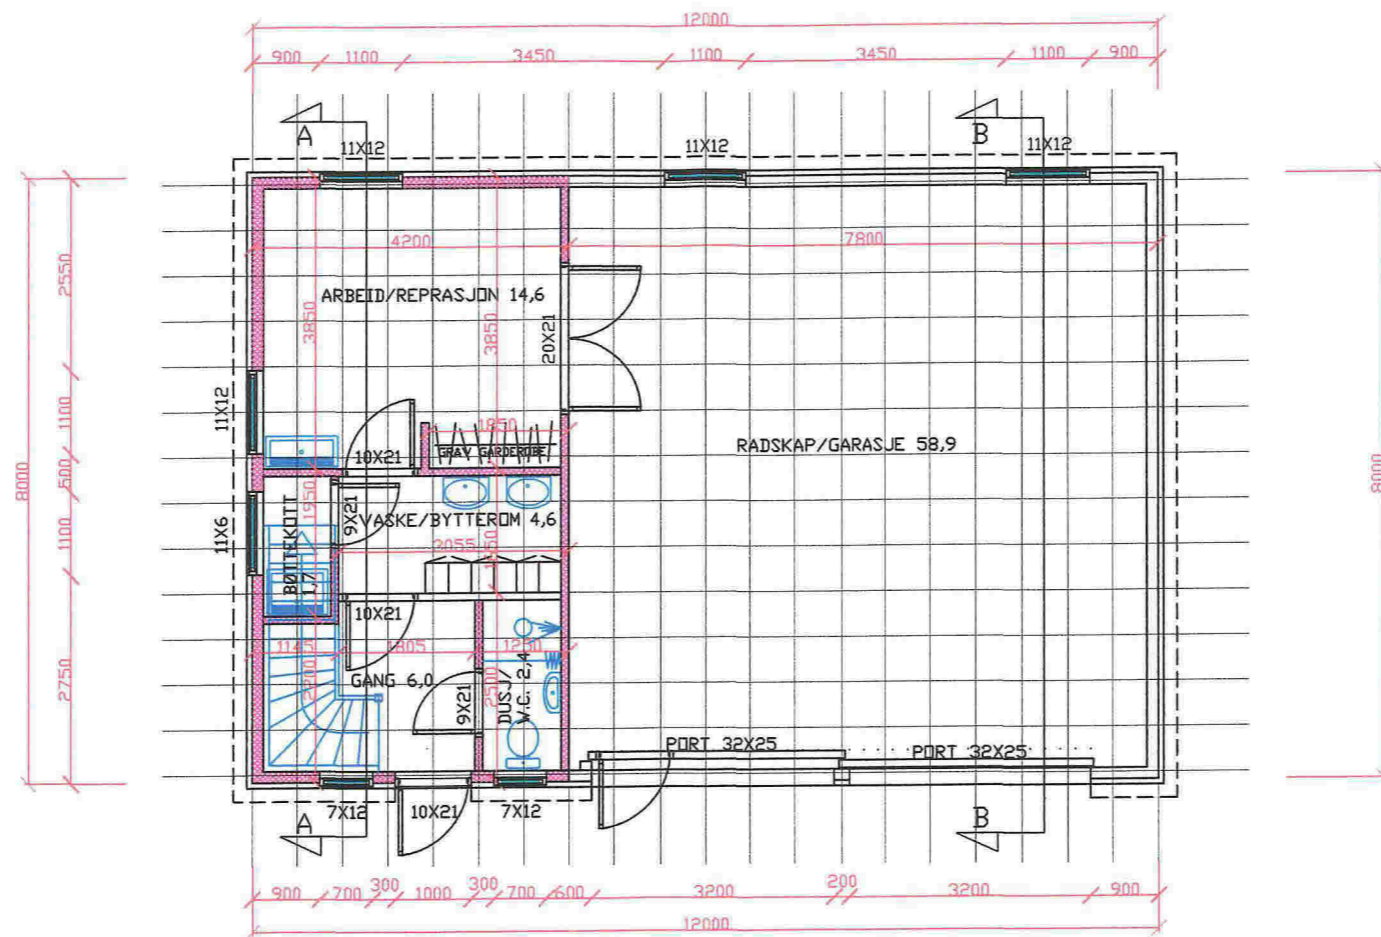 12000
900 1100 3450 1100 3450 1100 900
A B
11X12 11X12 11X12
4200 7800
2550
ARBEID/REPRASJON 14,6
3850 3850
20X21
11X12
1100
1850
GRAV GARDEROBE
10X21
RADSKAP/GARASJE 58,9
8000 8000
500
1950
9X21
VASKE/BYTTEROM 4,6
11X6
1100
3055
BØTTEKOTT
1,7
10X21
1145 1805 1250
2750
GANG 6,0
2500
9X21
DUSJ/
W.C. 2,4
PORT 32X25 PORT 32X25
7X12 10X21 7X12
A B
900 700 300 1000 300 700 600 3200 200 3200 900
12000